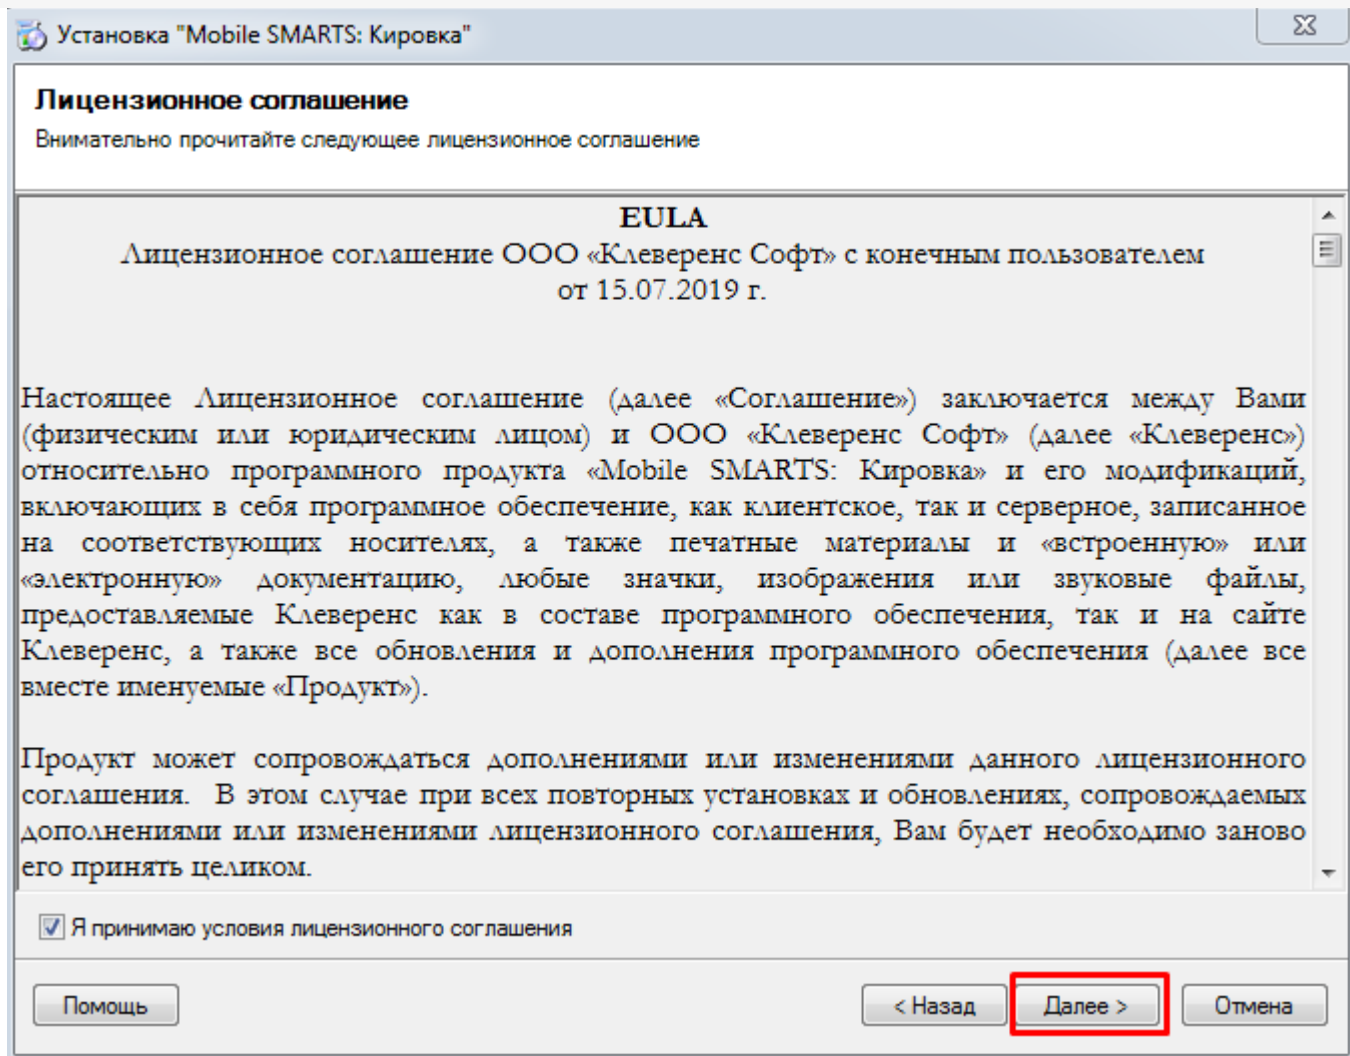 Установка "Mobile SMARTS: Кировка"
Лицензионное соглашение
Внимательно прочитайте следующее лицензионное соглашение
EULA
Лицензионное соглашение ООО «Клеверенс Софт» с конечным пользователем
от 15.07.2019 г.
Настоящее Лицензионное соглашение (далее «Соглашение») заключается между Вами
(физическим или юридическим лицом) и ООО «Клеверенс Софт» (далее «Клеверенс»)
относительно программного продукта «Mobile SMARTS: Кировка» и его модификаций,
включающих в себя программное обеспечение, как клиентское, так и серверное, записанное
на соответствующих носителях, а также печатные материалы и «встроенную» или
«электронную» документацию, любые значки, изображения или звуковые файлы,
предоставляемые Клеверенс как в составе программного обеспечения, так и на сайте
Клеверенс, а также все обновления и дополнения программного обеспечения (далее все
вместе именуемые «Продукт»).
Продукт может сопровождаться дополнениями или изменениями данного лицензионного
соглашения. В этом случае при всех повторных установках и обновлениях, сопровождаемых
дополнениями или изменениями лицензионного соглашения, Вам будет необходимо заново
его принять целиком.
Я принимаю условия лицензионного соглашения
Помощь < Назад Далее > Отмена